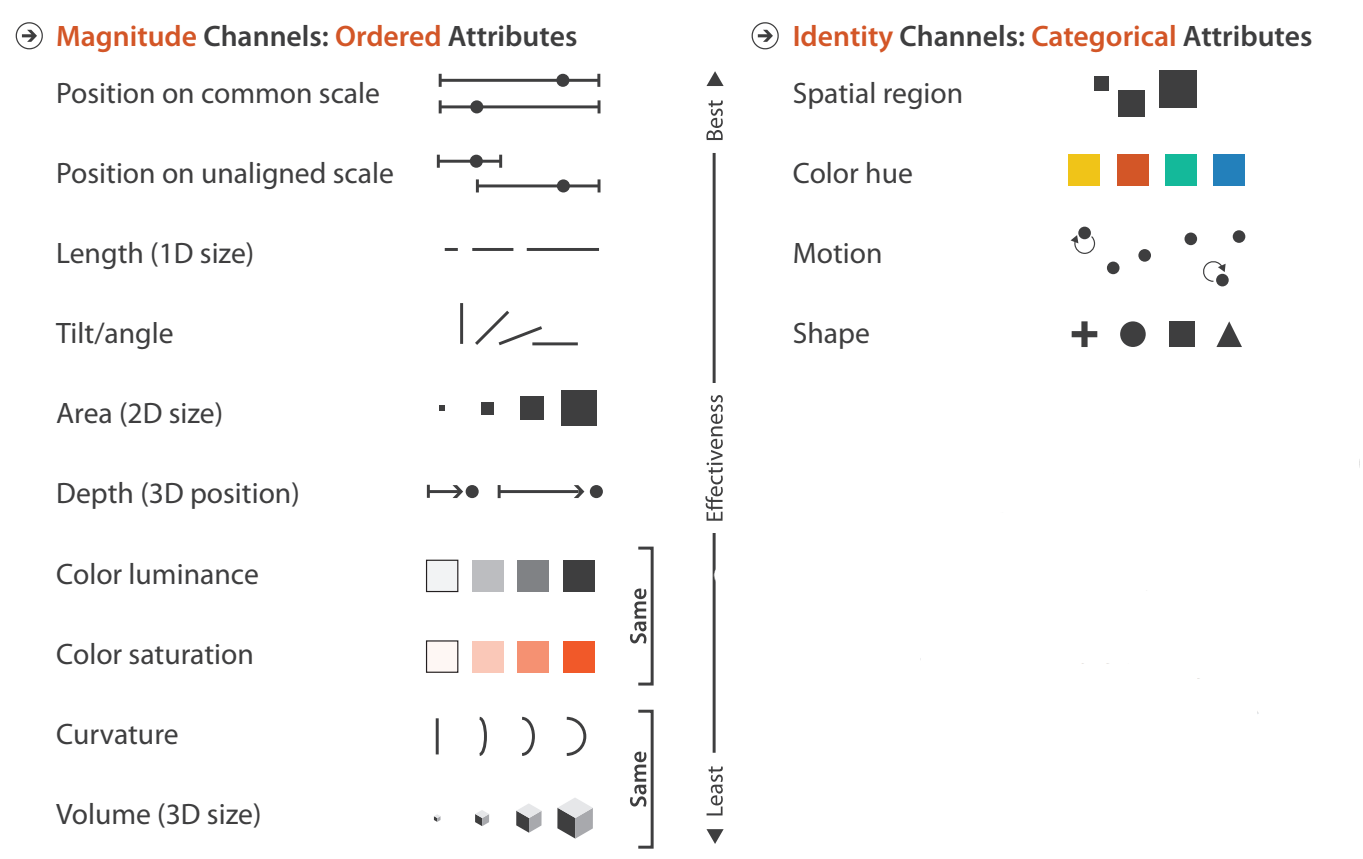 Magnitude Channels: Ordered Attributes
Position on common scale
Position on unaligned scale
Length (1D size)
Tilt/angle
Area (2D size)
Depth (3D position)
Color luminance
Color saturation
Curvature
Volume (3D size)
Same
Same
Best
Effectiveness
Least
Identity Channels: Categorical Attributes
Spatial region
Color hue
Motion
Shape